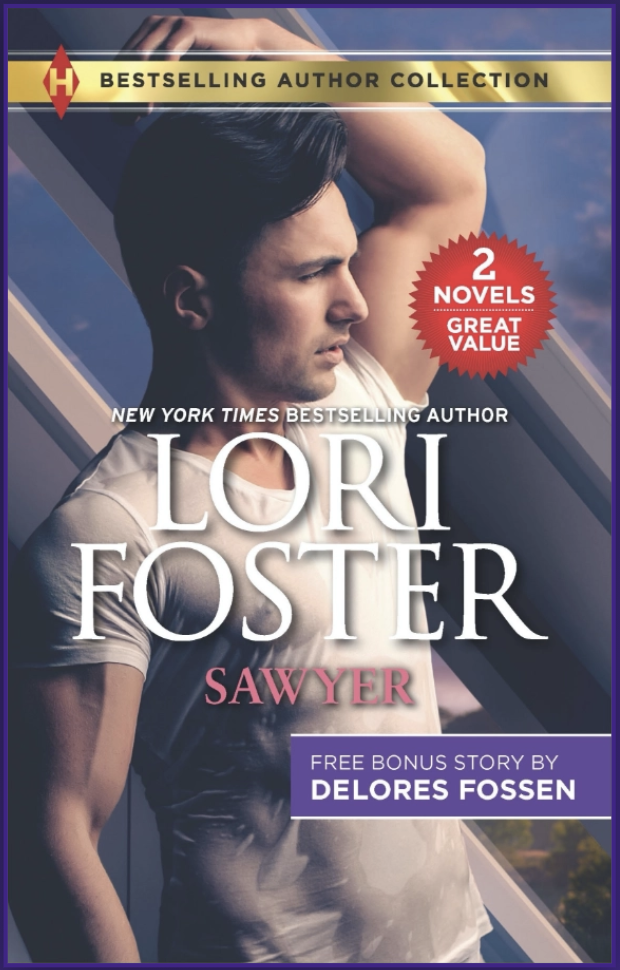 H
BESTSELLING AUTHOR COLLECTION
2
NOVELS
GREAT
VALUE
NEW YORK TIMES BESTSELLING AUTHOR
LORI
FOSTER
SAWYER
FREE BONUS STORY BY
DELORES FOSSEN